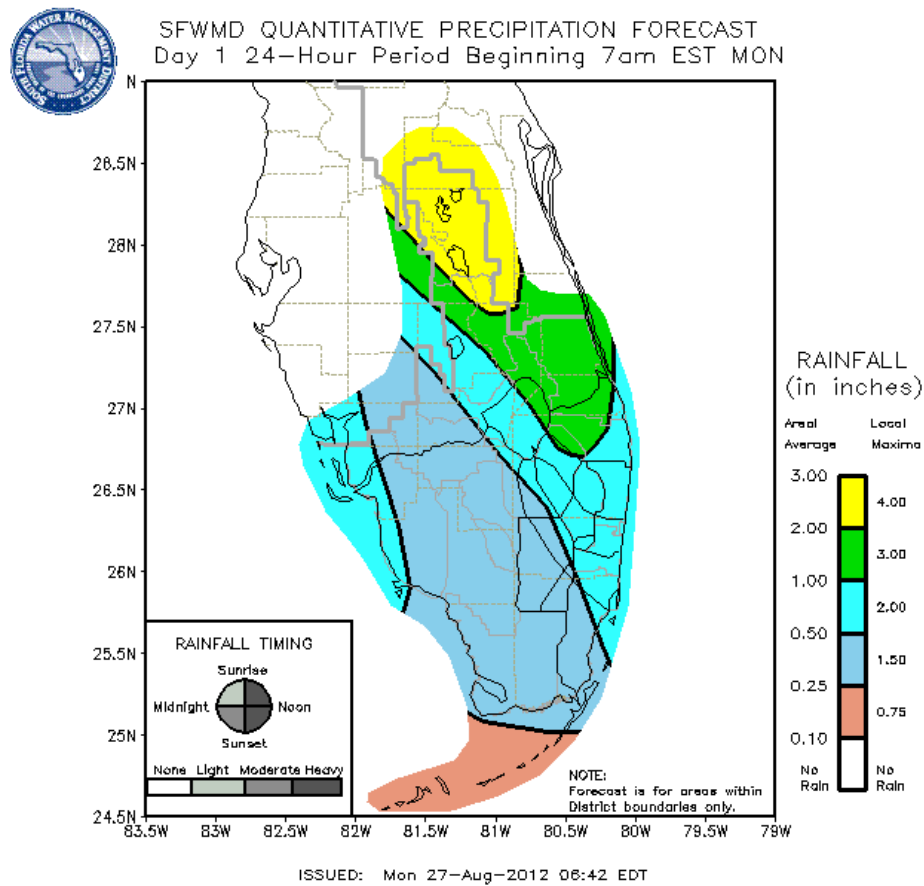 SFWMD QUANTITATIVE PRECIPITATION FORECAST
Day 1 24-Hour Period Beginning 7am EST MON
SOUTH FLORIDA WATER MANAGEMENT DISTRICT
N
28.5N
28N
27.5N
27N
26.5N
26N
25.5N
25N
24.5N
83.5W 83W 82.5W 82W 81.5W 81W 80.5W 80W 79.5W 79W
RAINFALL TIMING
Sunrise
Midnight Noon
Sunset
None Light Moderate Heavy
NOTE:
Forecast is for areas within
District boundaries only.
RAINFALL
(in inches)
Areal Local
Average Maxima
3.00
4.00
2.00
3.00
1.00
2.00
0.50
1.50
0.25
0.75
0.10
No No
Rain Rain
ISSUED: Mon 27-Aug-2012 06:42 EDT